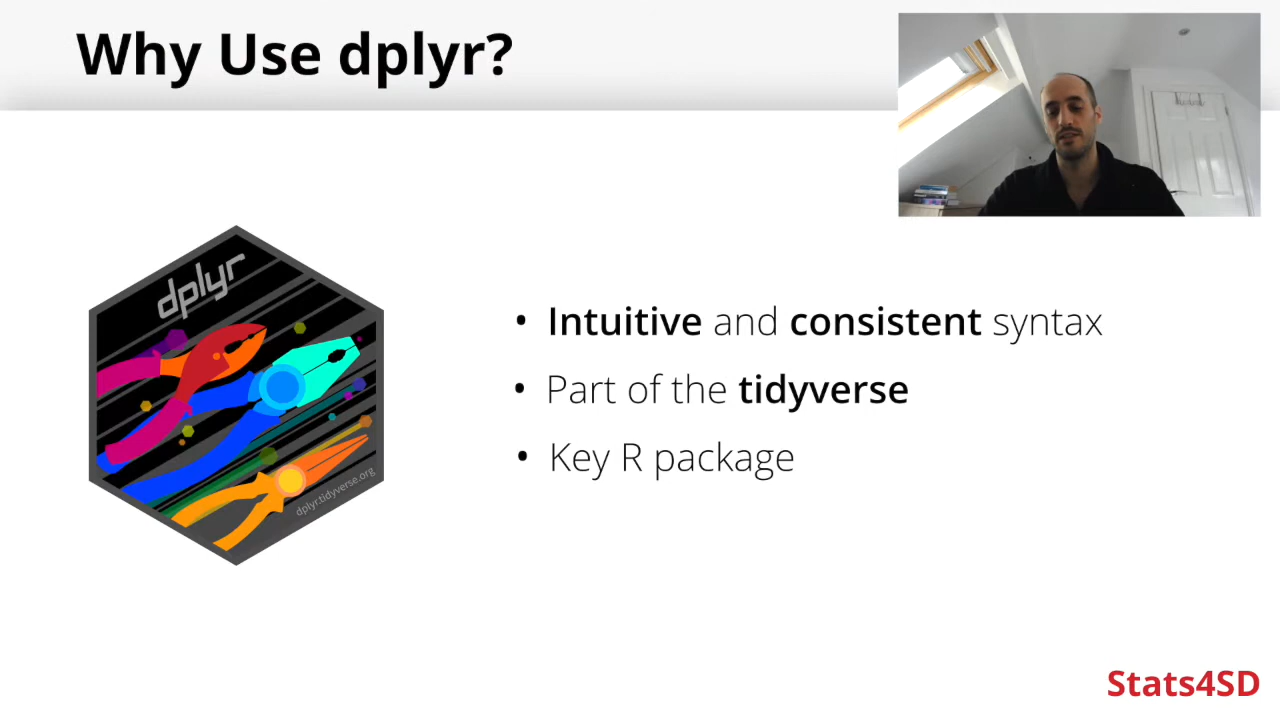 Why Use dplyr?
dplyr
• Intuitive and consistent syntax
• Part of the tidyverse
• Key R package
dplyr.tidyverse.org
Stats4SD